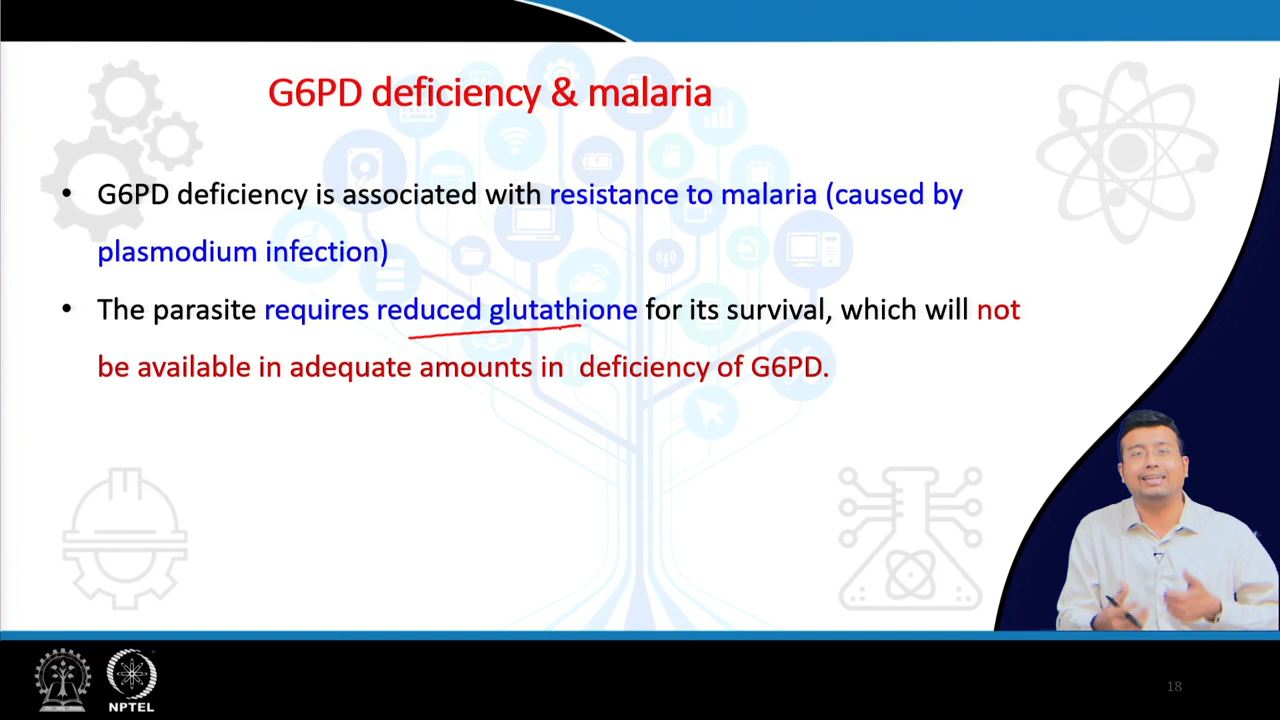 G6PD deficiency & malaria
• G6PD deficiency is associated with resistance to malaria (caused by
plasmodium infection)
• The parasite requires reduced glutathione for its survival, which will not
be available in adequate amounts in deficiency of G6PD.
NPTEL
18